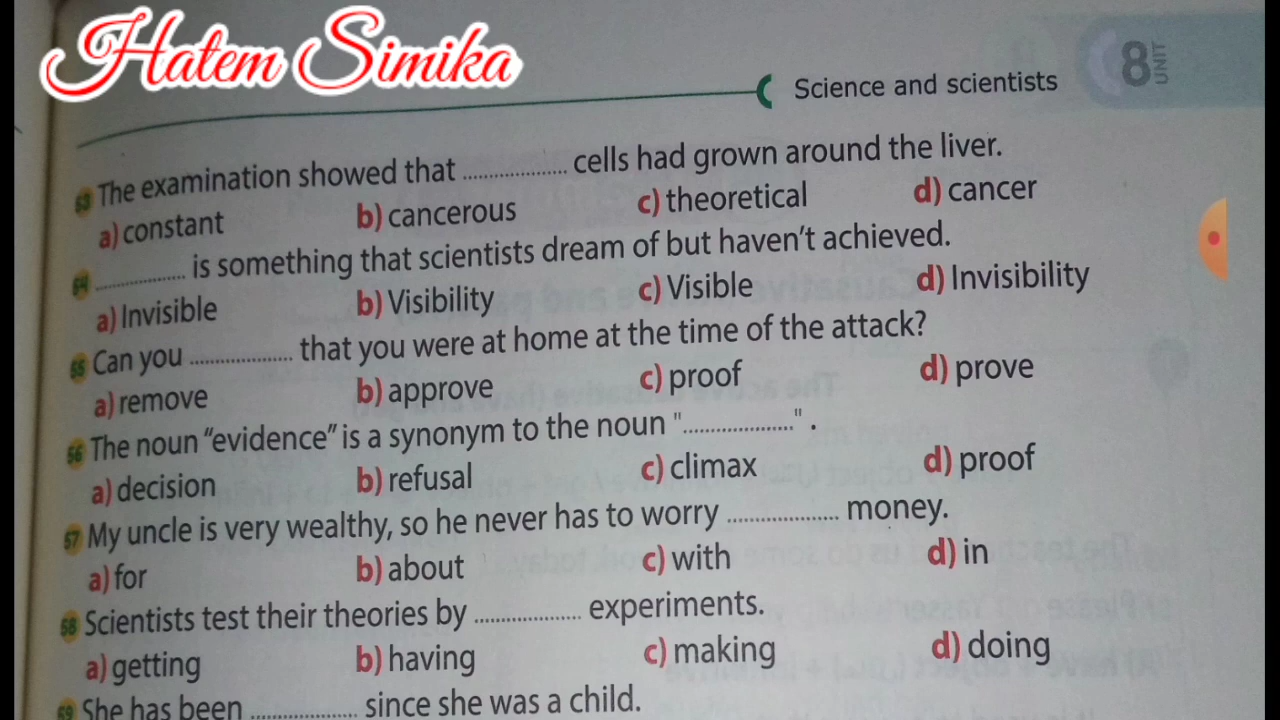 Hatem Simika
Science and scientists
8 UNIT
53 The examination showed that .................... cells had grown around the liver.
a) constant b) cancerous c) theoretical d) cancer
54 .................... is something that scientists dream of but haven't achieved.
a) Invisible b) Visibility c) Visible d) Invisibility
55 Can you .................... that you were at home at the time of the attack?
a) remove b) approve c) proof d) prove
56 The noun “evidence” is a synonym to the noun "....................".
a) decision b) refusal c) climax d) proof
57 My uncle is very wealthy, so he never has to worry .................... money.
a) for b) about c) with d) in
58 Scientists test their theories by .................... experiments.
a) getting b) having c) making d) doing
59 She has been .................... since she was a child.